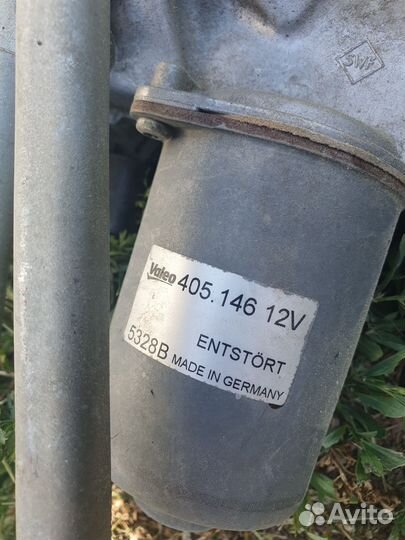 SWF
Valeo 405.146 12V
ENTSTÖRT
5328B MADE IN GERMANY
Avito